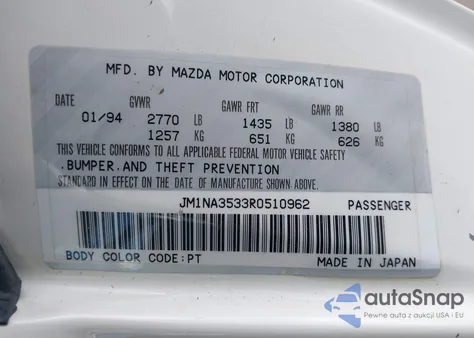 MFD. BY MAZDA MOTOR CORPORATION
DATE GVWR GAWR FRT GAWR RR
01/94 2770 LB 1435 LB 1380 LB
1257 KG 651 KG 626 KG
THIS VEHICLE CONFORMS TO ALL APPLICABLE FEDERAL MOTOR VEHICLE SAFETY
.BUMPER.AND THEFT PREVENTION
STANDARD IN EFFECT ON THE DATE OF MANUFACTURE SHOWN ABOVE.
JM1NA3533R0510962 PASSENGER
BODY COLOR CODE:PT MADE IN JAPAN
autoSnap
Pewne auta z USA i EU